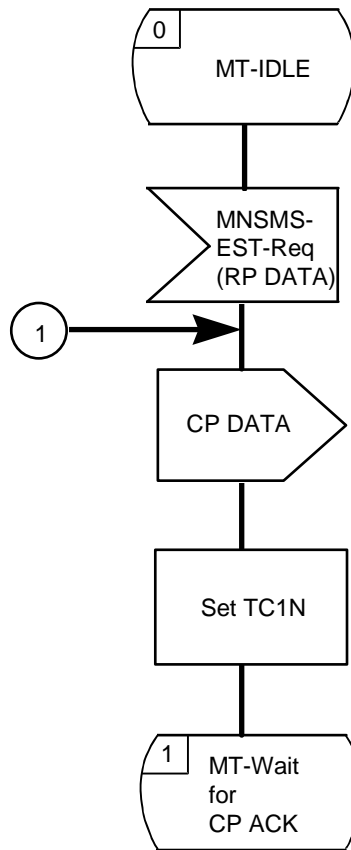 0
MT-IDLE
MNSMS-
EST-Req
(RP DATA)
1
CP DATA
Set TC1N
1
MT-Wait
for
CP ACK